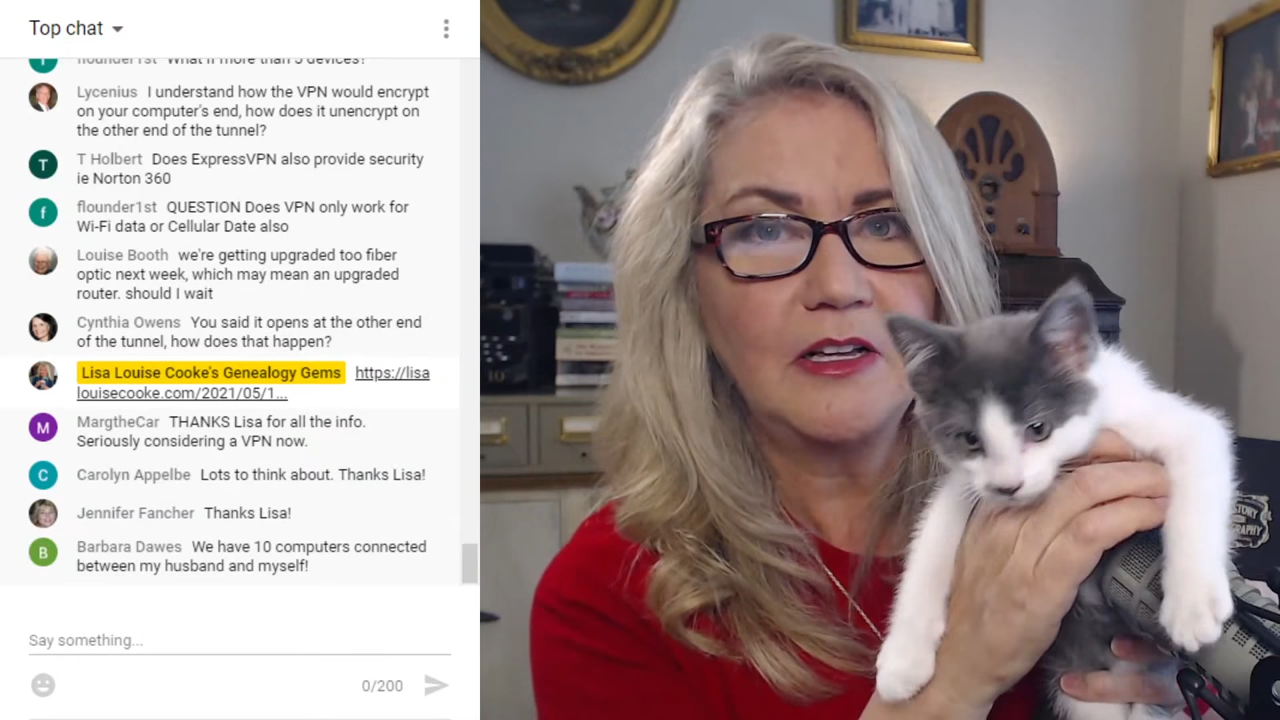 Top chat
flounder1st What if more than 5 devices?
Lycenius I understand how the VPN would encrypt
on your computer's end, how does it unencrypt on
the other end of the tunnel?
T
T Holbert Does ExpressVPN also provide security
ie Norton 360
f
flounder1st QUESTION Does VPN only work for
Wi-Fi data or Cellular Date also
Louise Booth we're getting upgraded too fiber
optic next week, which may mean an upgraded
router. should I wait
Cynthia Owens You said it opens at the other end
of the tunnel, how does that happen?
Lisa Louise Cooke's Genealogy Gems https://lisa
louisecooke.com/2021/05/1...
M
MargtheCar THANKS Lisa for all the info.
Seriously considering a VPN now.
C
Carolyn Appelbe Lots to think about. Thanks Lisa!
Jennifer Fancher Thanks Lisa!
B
Barbara Dawes We have 10 computers connected
between my husband and myself!
Say something...
0/200